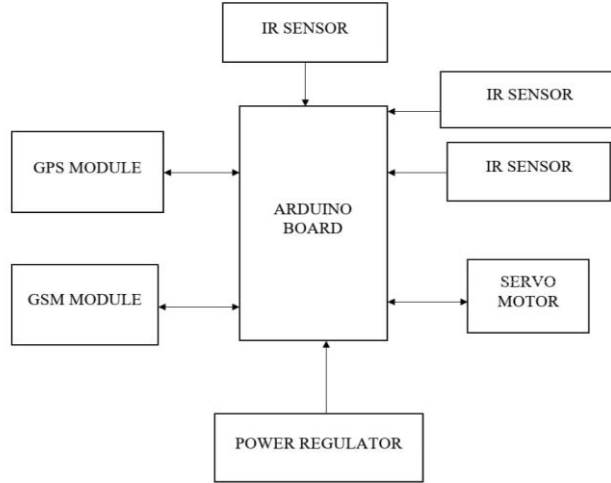 IR SENSOR
IR SENSOR
GPS MODULE
IR SENSOR
ARDUINO
BOARD
GSM MODULE
SERVO
MOTOR
POWER REGULATOR